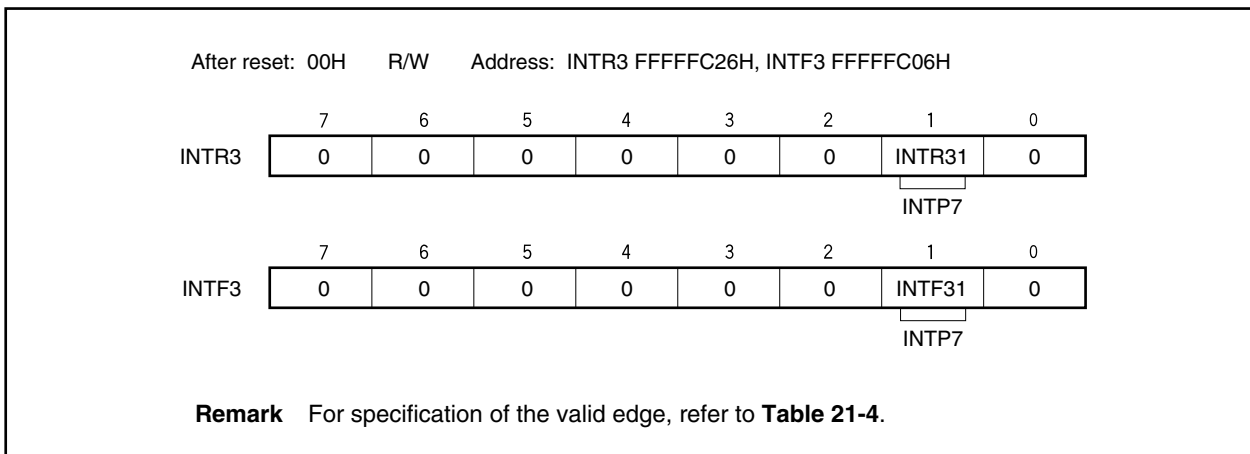 After reset: 00H R/W Address: INTR3 FFFFFC26H, INTF3 FFFFFC06H
7 6 5 4 3 2 1 0
INTR3 0 0 0 0 0 0 INTR31 0
INTP7
7 6 5 4 3 2 1 0
INTF3 0 0 0 0 0 0 INTF31 0
INTP7
Remark For specification of the valid edge, refer to Table 21-4.